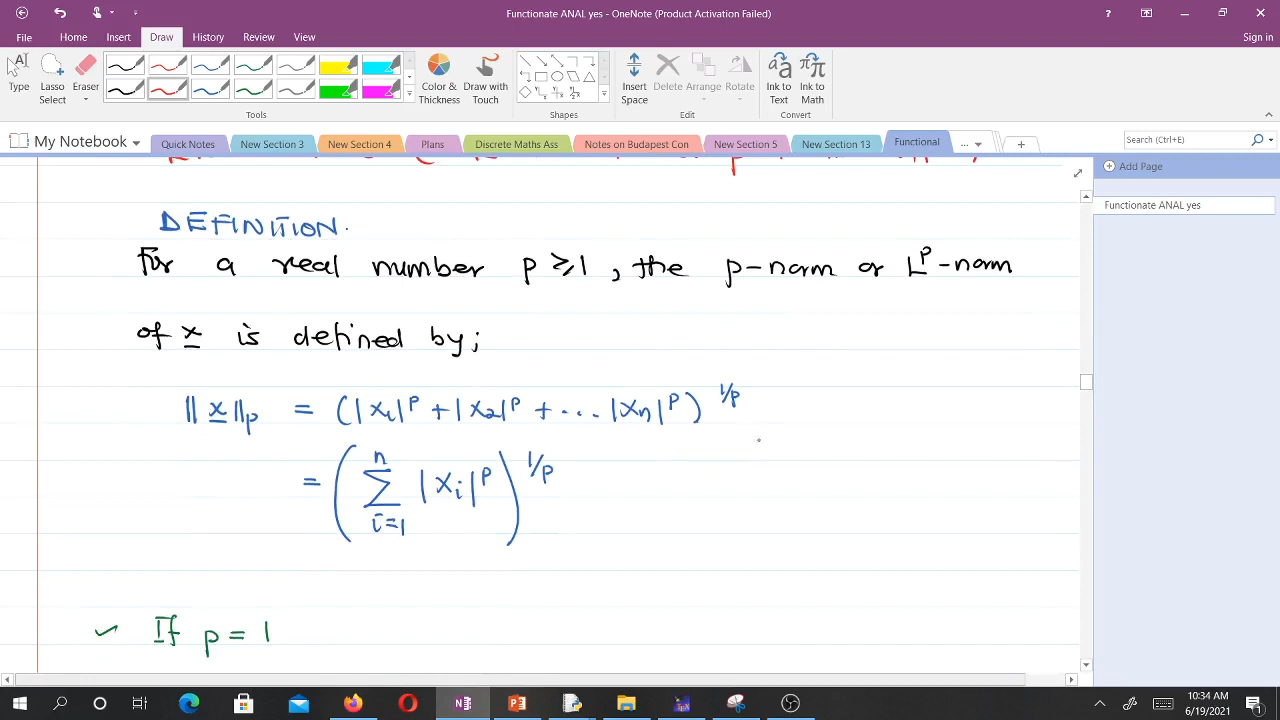 Functionate ANAL yes - OneNote (Product Activation Failed)
File Home Insert Draw History Review View
Sign in
Type Lasso Select Eraser Color & Thickness Draw with Touch Insert Space Delete Arrange Rotate Ink to Text Ink to Math
Tools Shapes Edit Convert
My Notebook Quick Notes New Section 3 New Section 4 Plans Discrete Maths Ass Notes on Budapest Con New Section 5 New Section 13 Functional ... Search (Ctrl+E)
Add Page
Functionate ANAL yes
DEFINITION.
For a real number p ≥ 1, the p-norm or L^p-norm
of x is defined by;
‖x‖_p = (|x_1|^p + |x_2|^p + ... |x_n|^p)^{1/p}
= (∑_{i=1}^{n} |x_i|^p)^{1/p}
✓ If p = 1
10:34 AM
6/19/2021